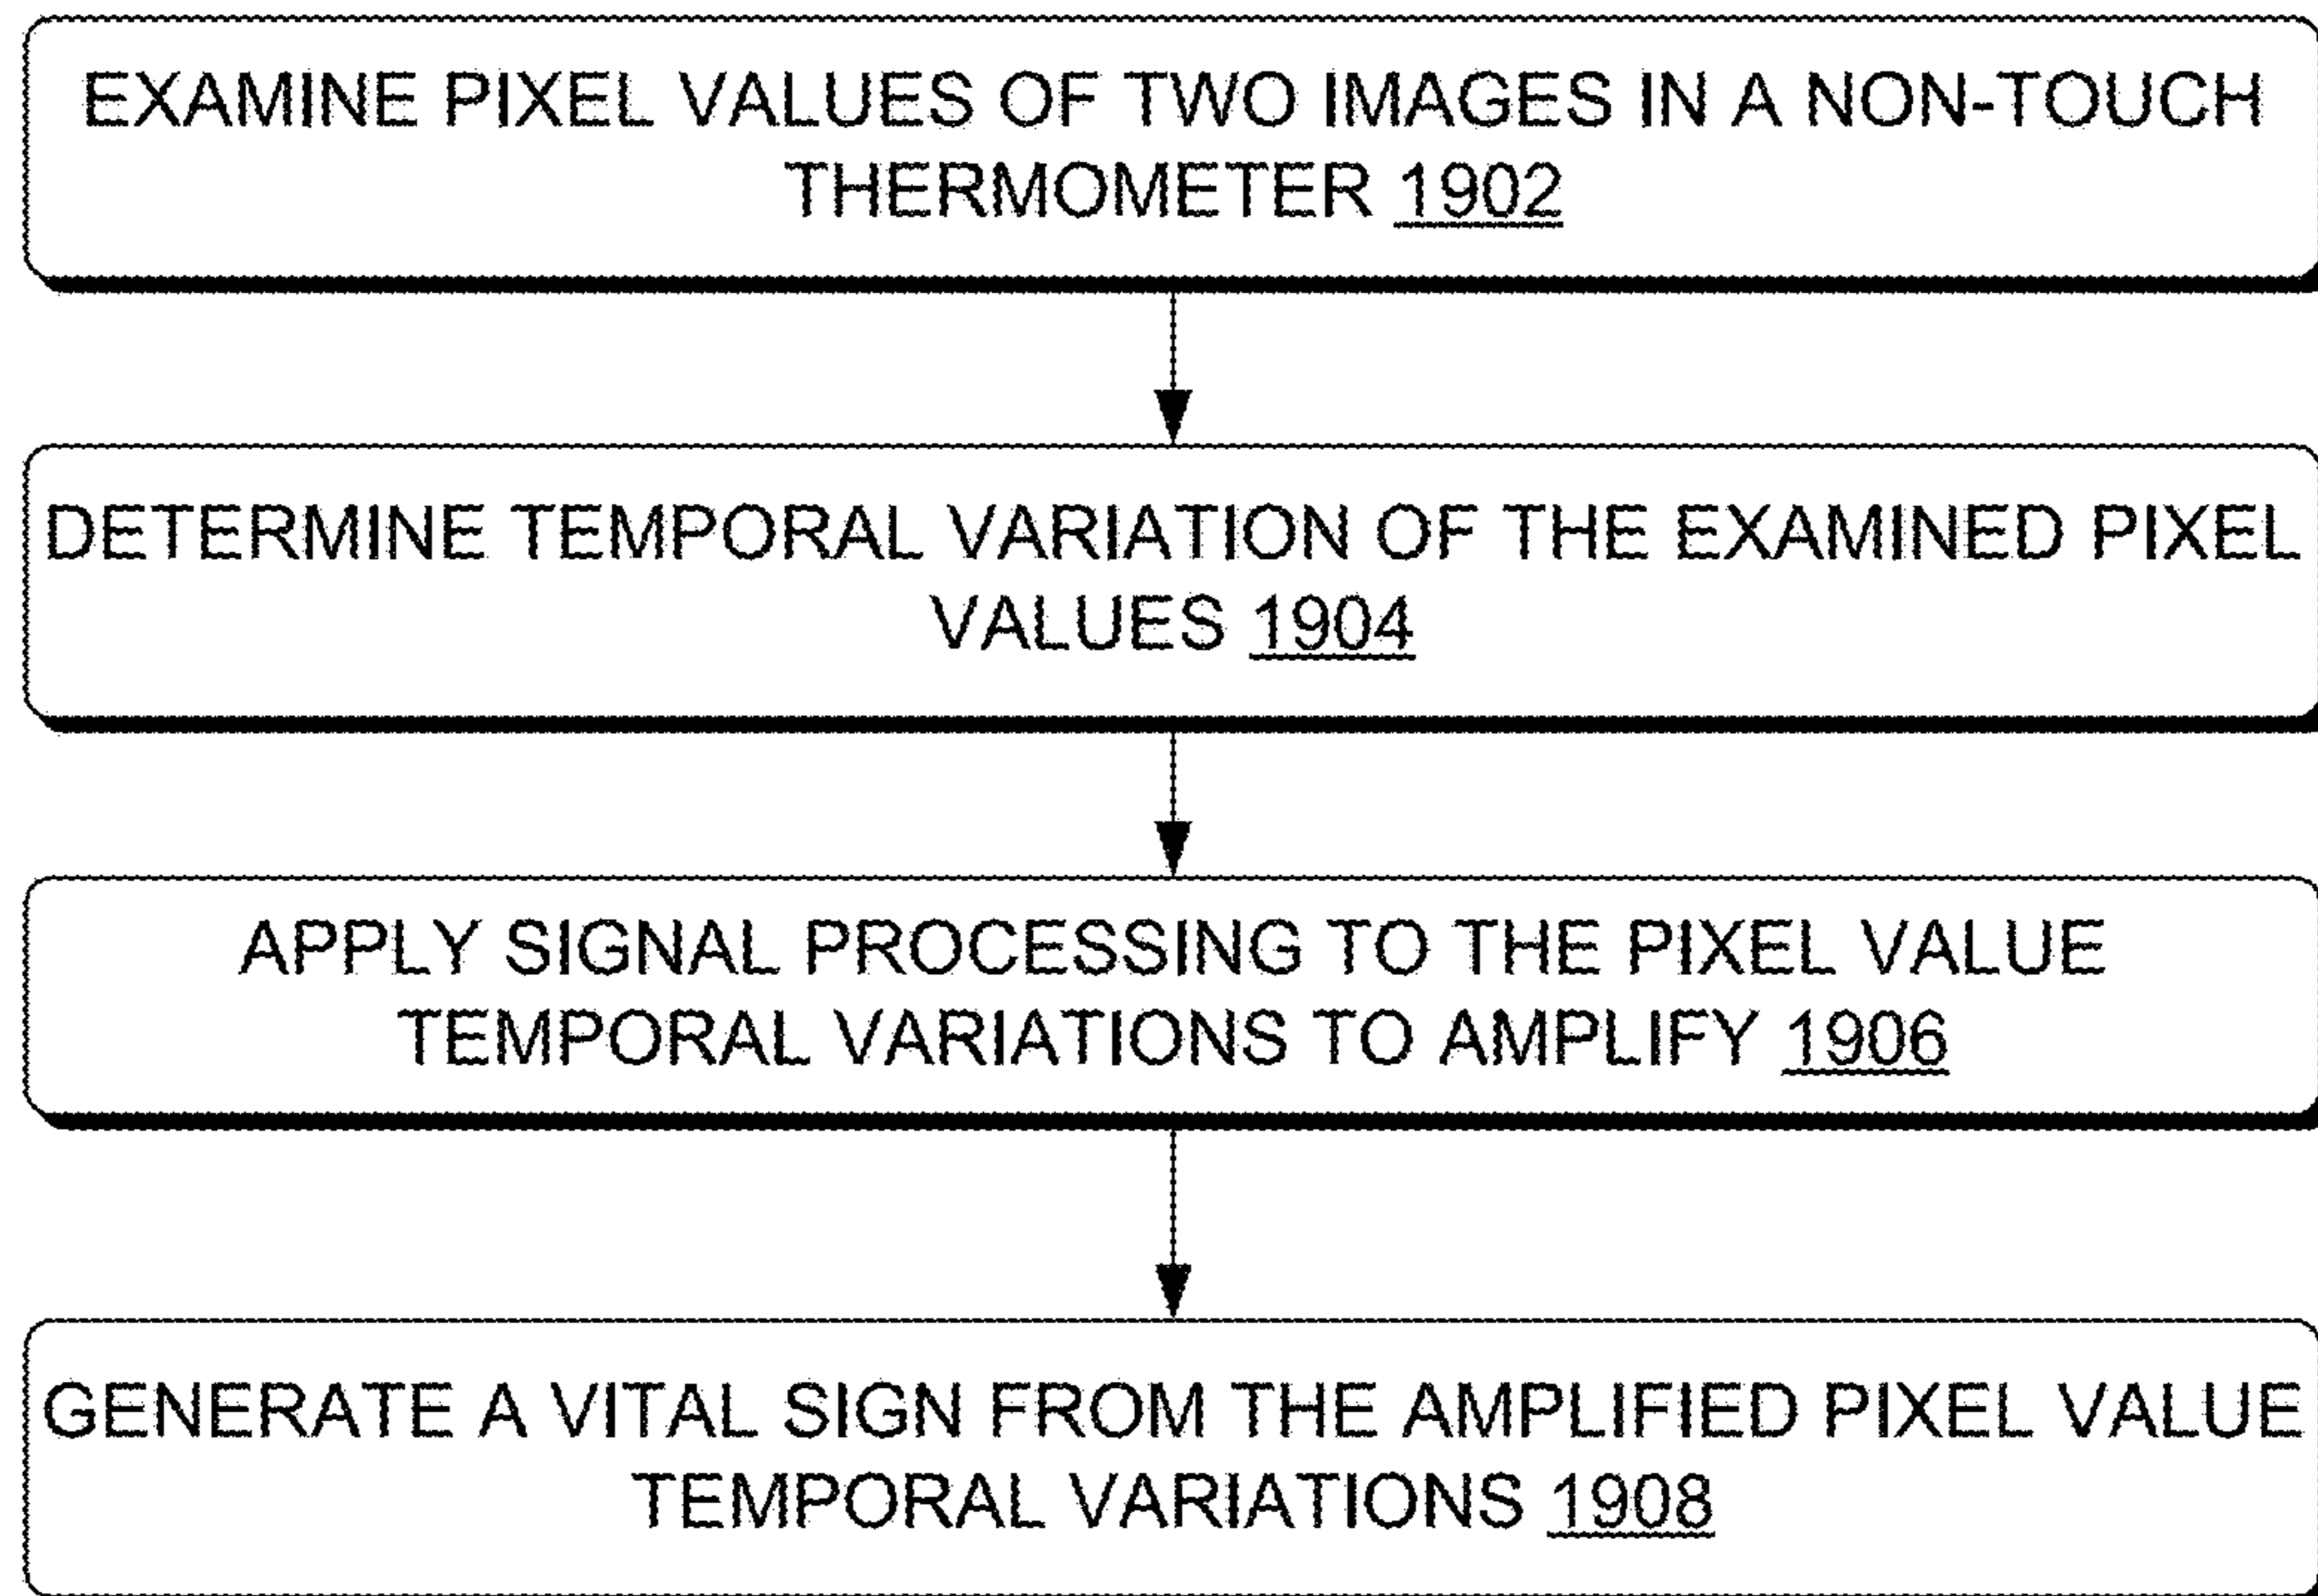 EXAMINE PIXEL VALUES OF TWO IMAGES IN A NON-TOUCH
THERMOMETER 1902
DETERMINE TEMPORAL VARIATION OF THE EXAMINED PIXEL
VALUES 1904
APPLY SIGNAL PROCESSING TO THE PIXEL VALUE
TEMPORAL VARIATIONS TO AMPLIFY 1906
GENERATE A VITAL SIGN FROM THE AMPLIFIED PIXEL VALUE
TEMPORAL VARIATIONS 1908